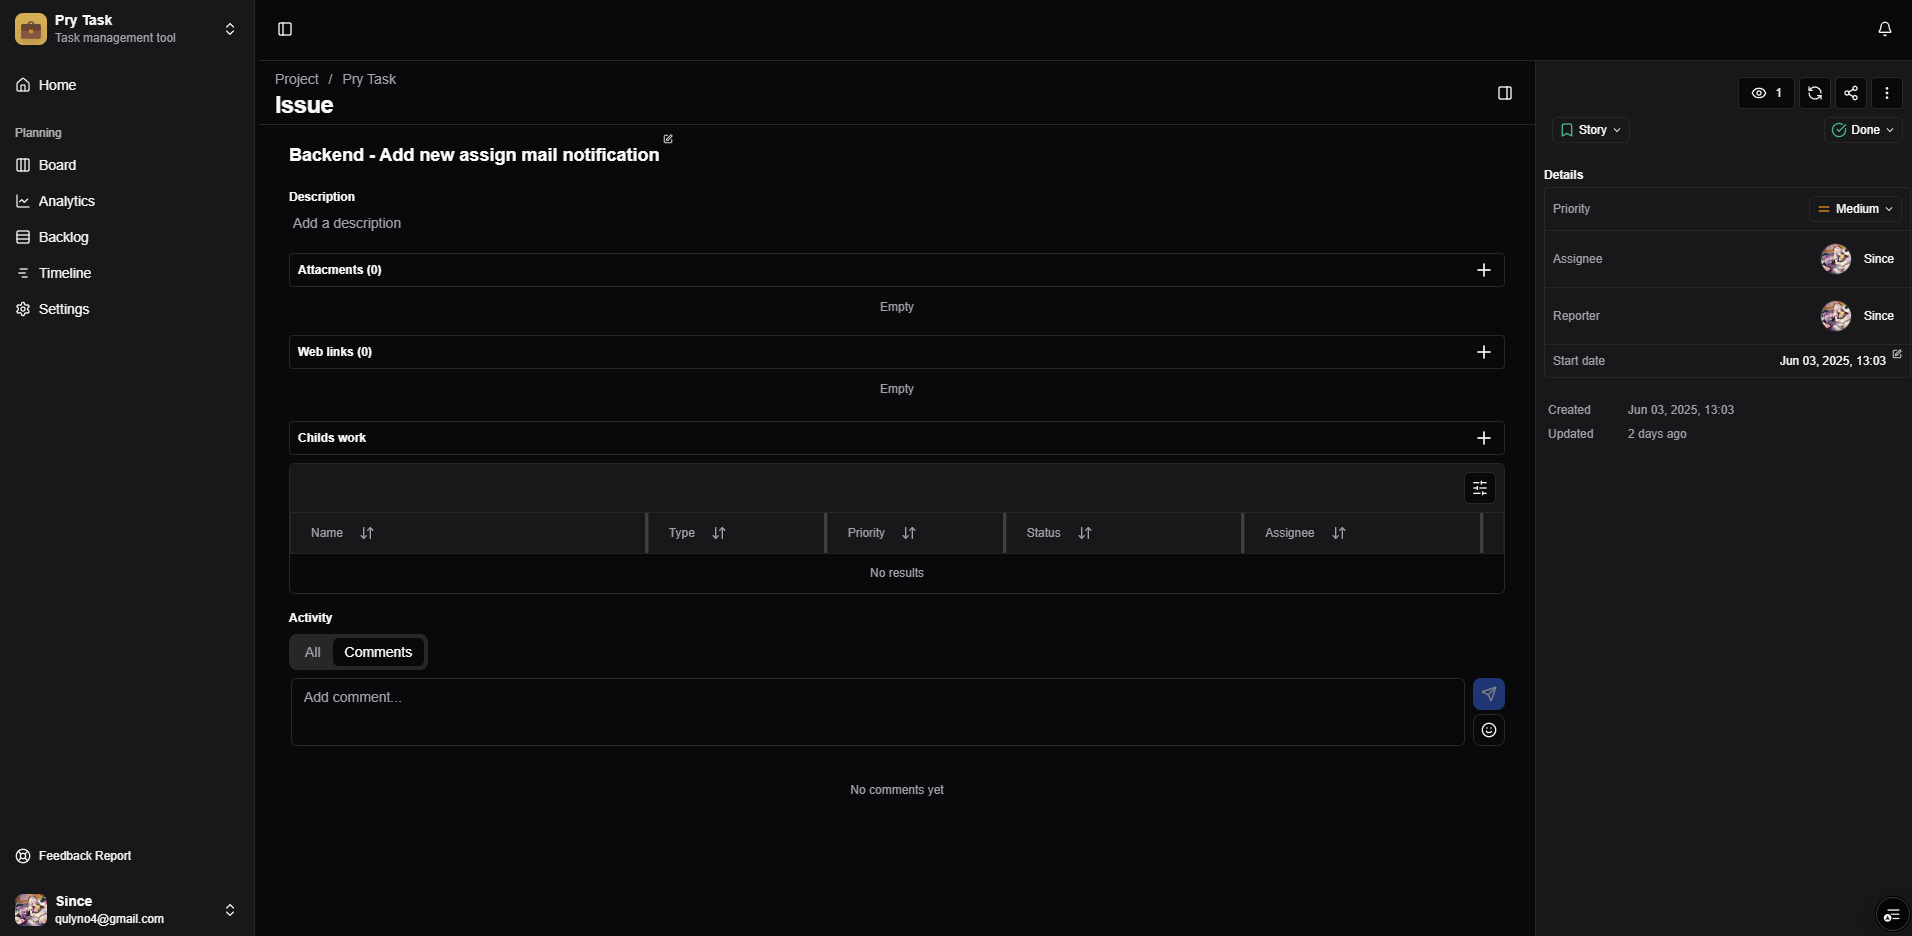 Pry Task
Task management tool
Home
Planning
Board
Analytics
Backlog
Timeline
Settings
Feedback Report
Since
qulyno4@gmail.com
Project / Pry Task
Issue
Backend - Add new assign mail notification
Description
Add a description
Attacments (0)
Empty
Web links (0)
Empty
Childs work
Name Type Priority Status Assignee
No results
Activity
All Comments
Add comment...
No comments yet
1
Story Done
Details
Priority Medium
Assignee Since
Reporter Since
Start date Jun 03, 2025, 13:03
Created Jun 03, 2025, 13:03
Updated 2 days ago